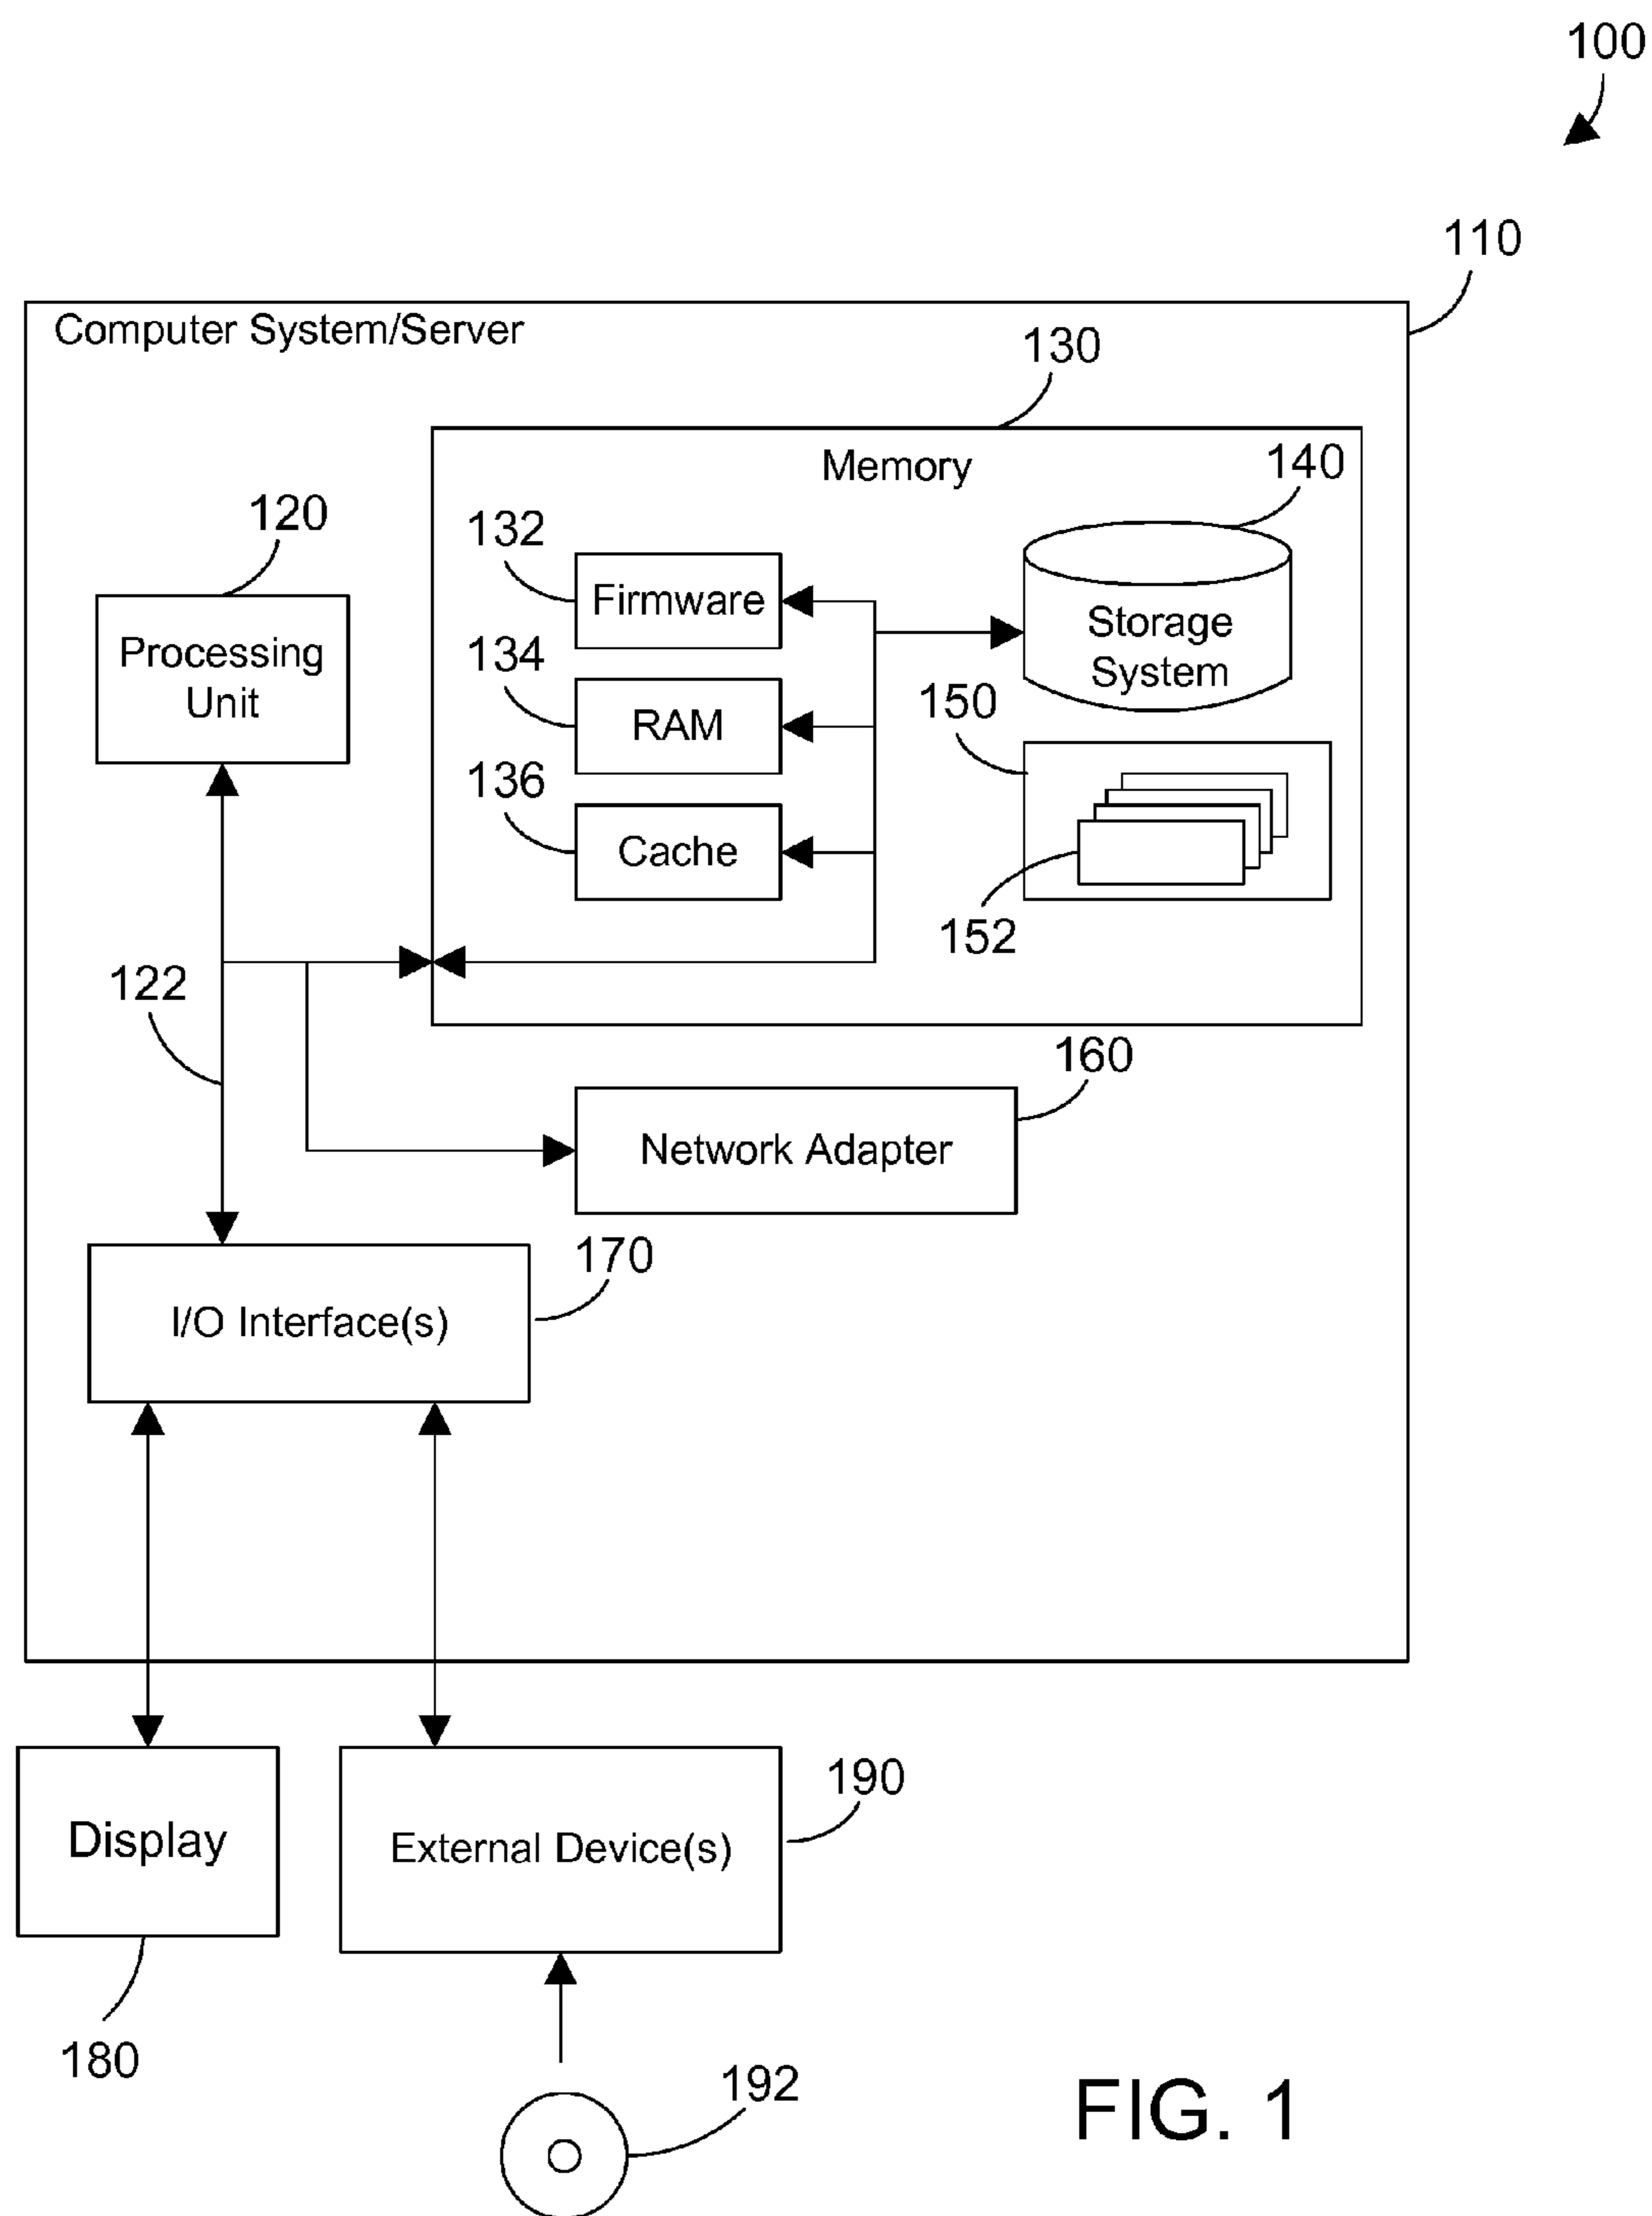 100
110
Computer System/Server
130
Memory
140
120
132
Firmware
Storage
System
Processing
Unit
134
RAM
150
136
Cache
152
122
160
Network Adapter
170
I/O Interface(s)
190
Display
External Device(s)
180
192
FIG. 1